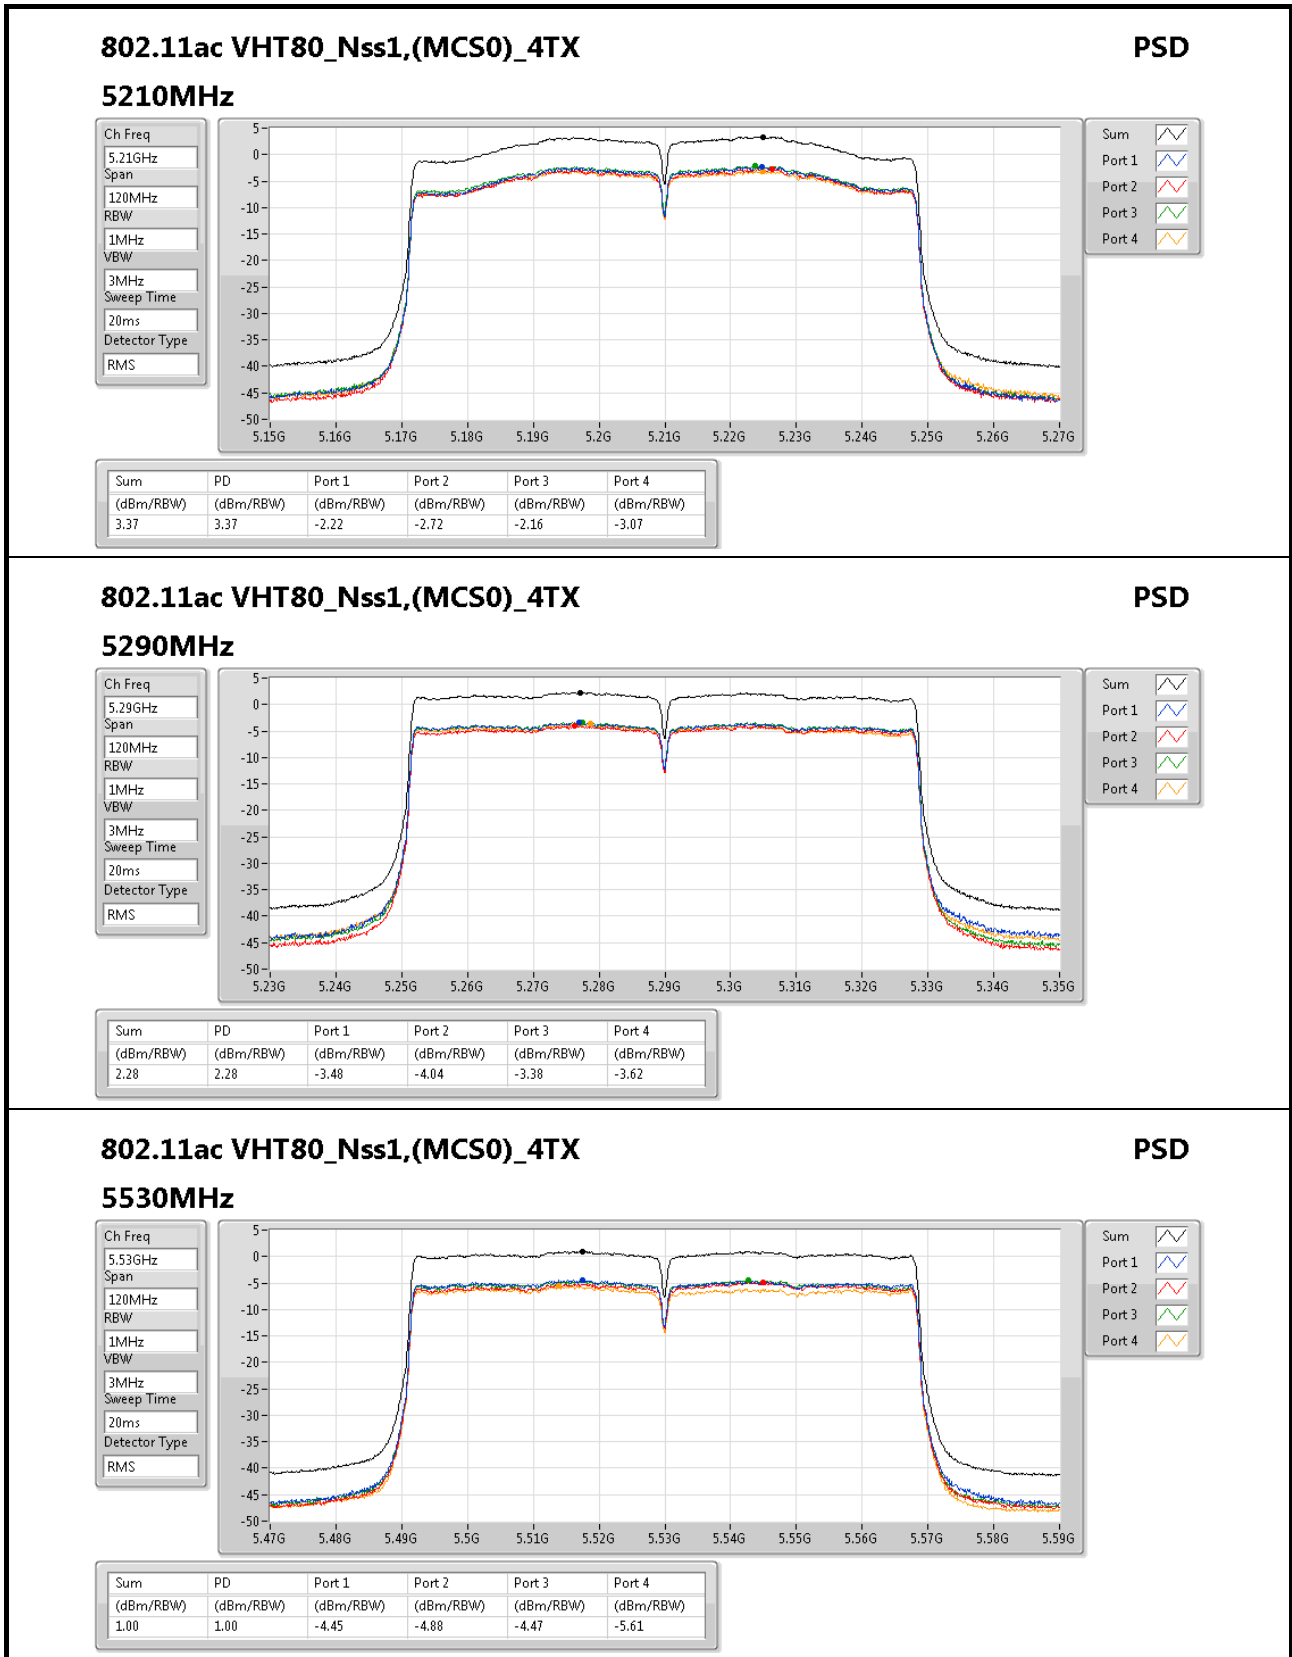 802.11ac VHT80_Nss1,(MCS0)_4TX PSD
5210MHz
Ch Freq
5.21GHz
Span
120MHz
RBW
1MHz
VBW
3MHz
Sweep Time
20ms
Detector Type
RMS
5
0
-5
-10
-15
-20
-25
-30
-35
-40
-45
-50
5.15G 5.16G 5.17G 5.18G 5.19G 5.2G 5.21G 5.22G 5.23G 5.24G 5.25G 5.26G 5.27G
Sum
Port 1
Port 2
Port 3
Port 4
Sum PD Port 1 Port 2 Port 3 Port 4
(dBm/RBW) (dBm/RBW) (dBm/RBW) (dBm/RBW) (dBm/RBW) (dBm/RBW)
3.37 3.37 -2.22 -2.72 -2.16 -3.07
802.11ac VHT80_Nss1,(MCS0)_4TX PSD
5290MHz
Ch Freq
5.29GHz
Span
120MHz
RBW
1MHz
VBW
3MHz
Sweep Time
20ms
Detector Type
RMS
5
0
-5
-10
-15
-20
-25
-30
-35
-40
-45
-50
5.23G 5.24G 5.25G 5.26G 5.27G 5.28G 5.29G 5.3G 5.31G 5.32G 5.33G 5.34G 5.35G
Sum
Port 1
Port 2
Port 3
Port 4
Sum PD Port 1 Port 2 Port 3 Port 4
(dBm/RBW) (dBm/RBW) (dBm/RBW) (dBm/RBW) (dBm/RBW) (dBm/RBW)
2.28 2.28 -3.48 -4.04 -3.38 -3.62
802.11ac VHT80_Nss1,(MCS0)_4TX PSD
5530MHz
Ch Freq
5.53GHz
Span
120MHz
RBW
1MHz
VBW
3MHz
Sweep Time
20ms
Detector Type
RMS
5
0
-5
-10
-15
-20
-25
-30
-35
-40
-45
-50
5.47G 5.48G 5.49G 5.5G 5.51G 5.52G 5.53G 5.54G 5.55G 5.56G 5.57G 5.58G 5.59G
Sum
Port 1
Port 2
Port 3
Port 4
Sum PD Port 1 Port 2 Port 3 Port 4
(dBm/RBW) (dBm/RBW) (dBm/RBW) (dBm/RBW) (dBm/RBW) (dBm/RBW)
1.00 1.00 -4.45 -4.88 -4.47 -5.61